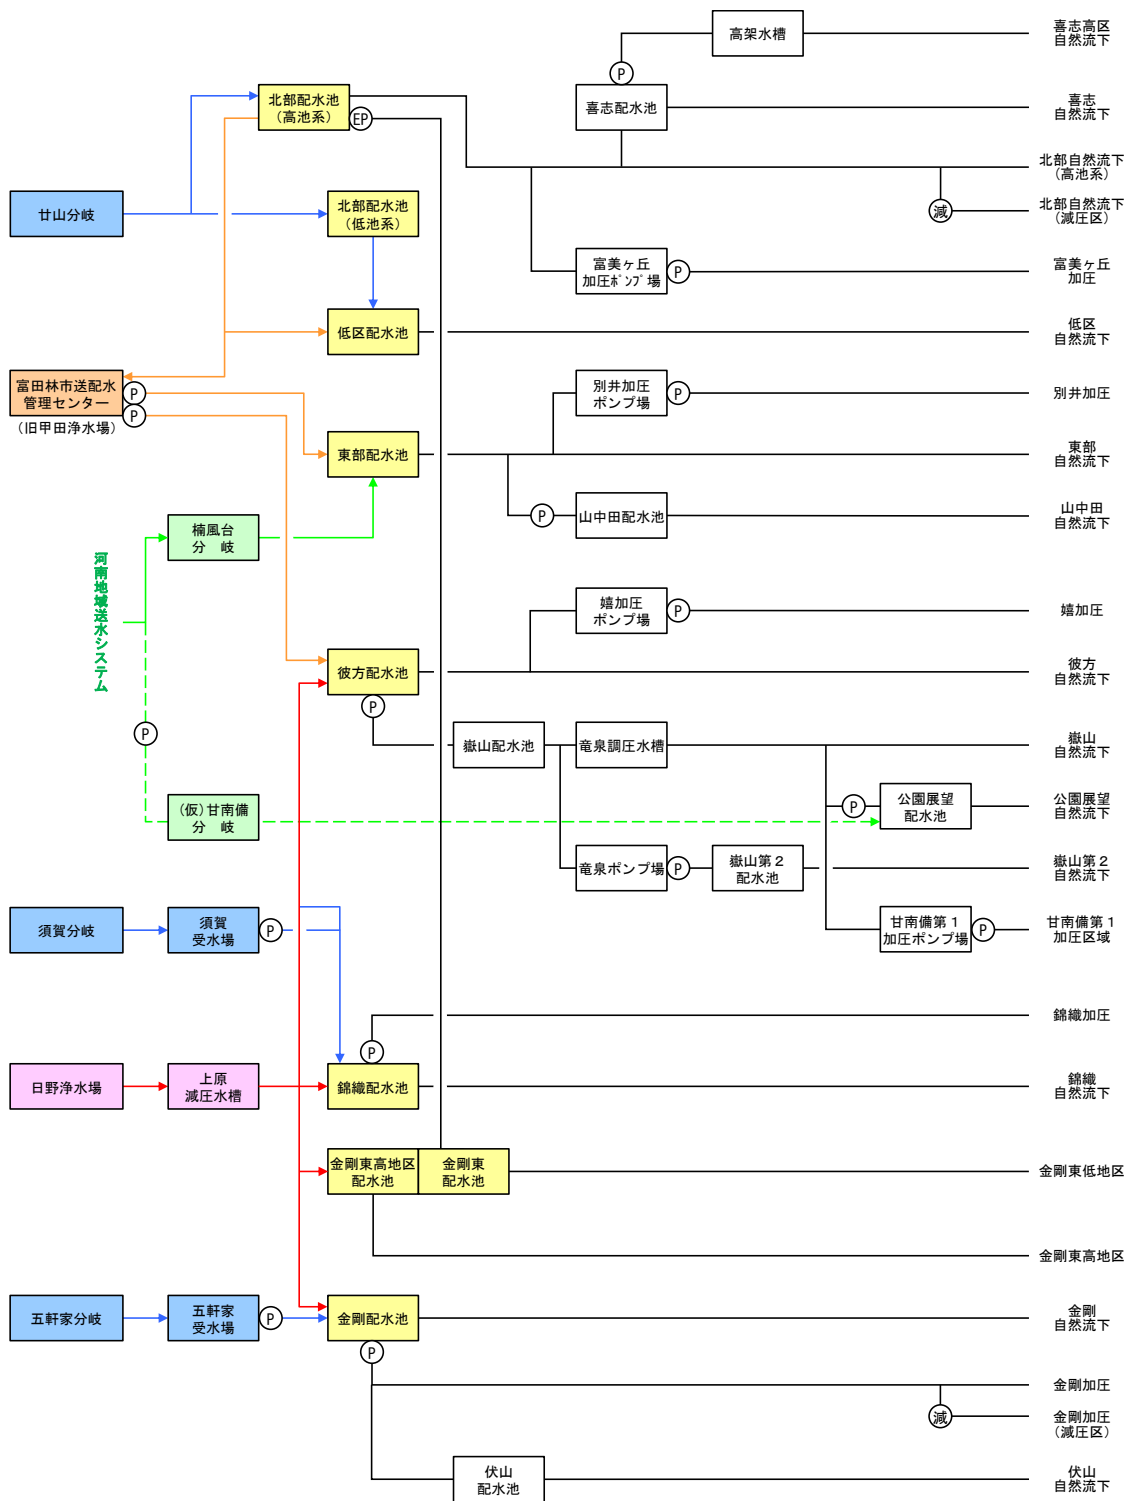 高架水槽
喜志高区
自然流下
P
北部配水池
（高池系）
EP
喜志配水池
喜志
自然流下
北部自然流下
（高池系）
廿山分岐
北部配水池
（低池系）
減
北部自然流下
（減圧区）
富美ヶ丘
加圧ﾎﾟﾝﾌﾟ場
P
富美ヶ丘
加圧
低区配水池
低区
自然流下
富田林市送配水
管理センター
P
P
（旧甲田浄水場）
別井加圧
ポンプ場
P
別井加圧
東部配水池
東部
自然流下
P
山中田配水池
山中田
自然流下
楠風台
分　岐
河南地域送水システム
嬉加圧
ポンプ場
P
嬉加圧
彼方配水池
P
彼方
自然流下
P
嶽山配水池
竜泉調圧水槽
嶽山
自然流下
(仮)甘南備
分　岐
P
公園展望
配水池
公園展望
自然流下
竜泉ポンプ場
P
嶽山第２
配水池
嶽山第２
自然流下
須賀分岐
須賀
受水場
P
甘南備第１
加圧ポンプ場
P
甘南備第１
加圧区域
錦織加圧
P
日野浄水場
上原
減圧水槽
錦織配水池
錦織
自然流下
金剛東高地区
配水池
金剛東
配水池
金剛東低地区
金剛東高地区
五軒家分岐
五軒家
受水場
P
金剛配水池
金剛
自然流下
P
金剛加圧
減
金剛加圧
（減圧区）
伏山
配水池
伏山
自然流下